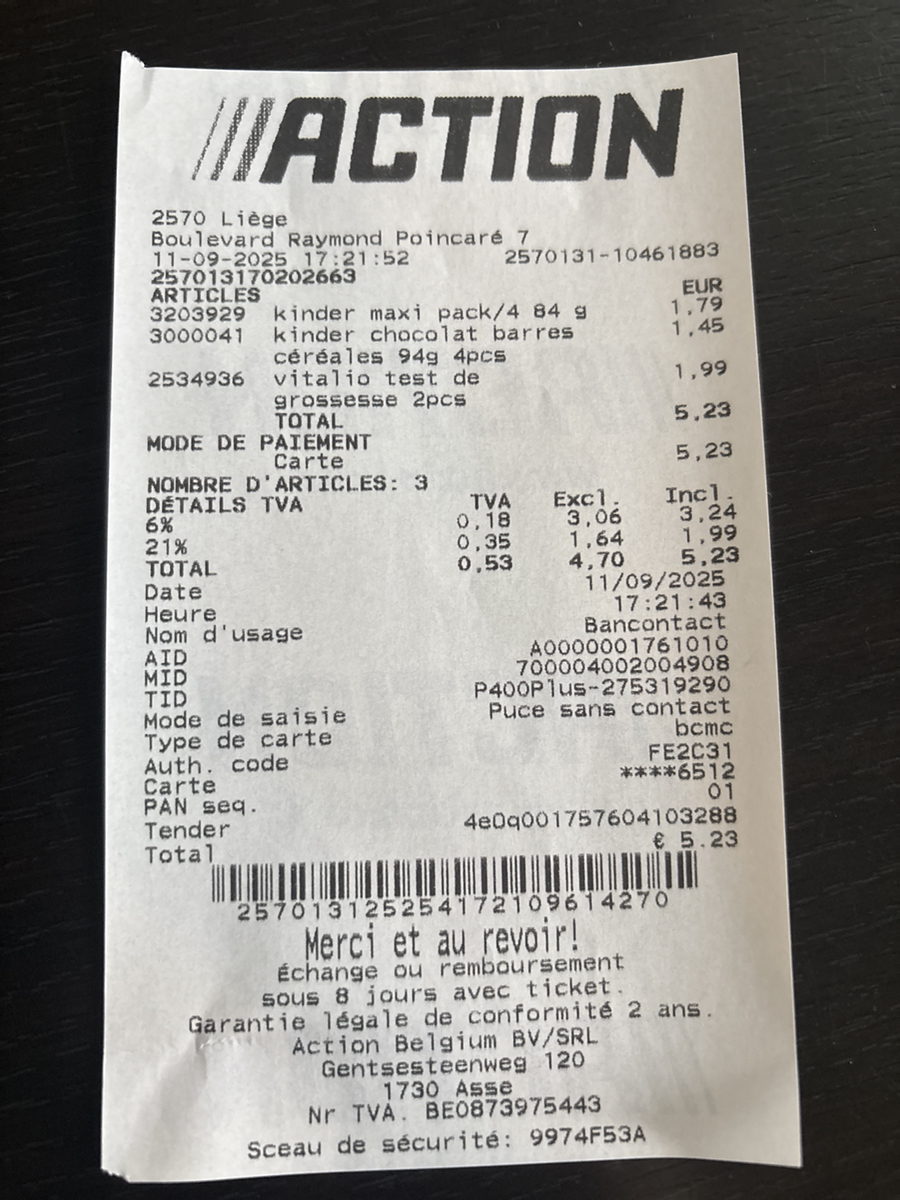 ACTION
2570 Liège
Boulevard Raymond Poincaré 7
11-09-2025 17:21:52 2570131-10461883
257013170202663
ARTICLES EUR
3203929 kinder maxi pack/4 84 g 1,79
3000041 kinder chocolat barres 1,45
céréales 94g 4pcs
2534936 vitalio test de 1,99
grossesse 2pcs
TOTAL 5,23
MODE DE PAIEMENT
Carte 5,23
NOMBRE D'ARTICLES: 3
DÉTAILS TVA TVA Excl. Incl.
6% 0,18 3,06 3,24
21% 0,35 1,64 1,99
TOTAL 0,53 4,70 5,23
Date 11/09/2025
Heure 17:21:43
Nom d'usage Bancontact
AID A0000001761010
MID 700004002004908
TID P400Plus-275319290
Mode de saisie Puce sans contact
Type de carte bcmc
Auth. code FE2C31
Carte ****6512
PAN seq. 01
Tender 4e0q001757604103288
Total € 5.23
257013125254172109614270
Merci et au revoir!
Échange ou remboursement
sous 8 jours avec ticket.
Garantie légale de conformité 2 ans.
Action Belgium BV/SRL
Gentsesteenweg 120
1730 Asse
Nr TVA. BE0873975443
Sceau de sécurité: 9974F53A